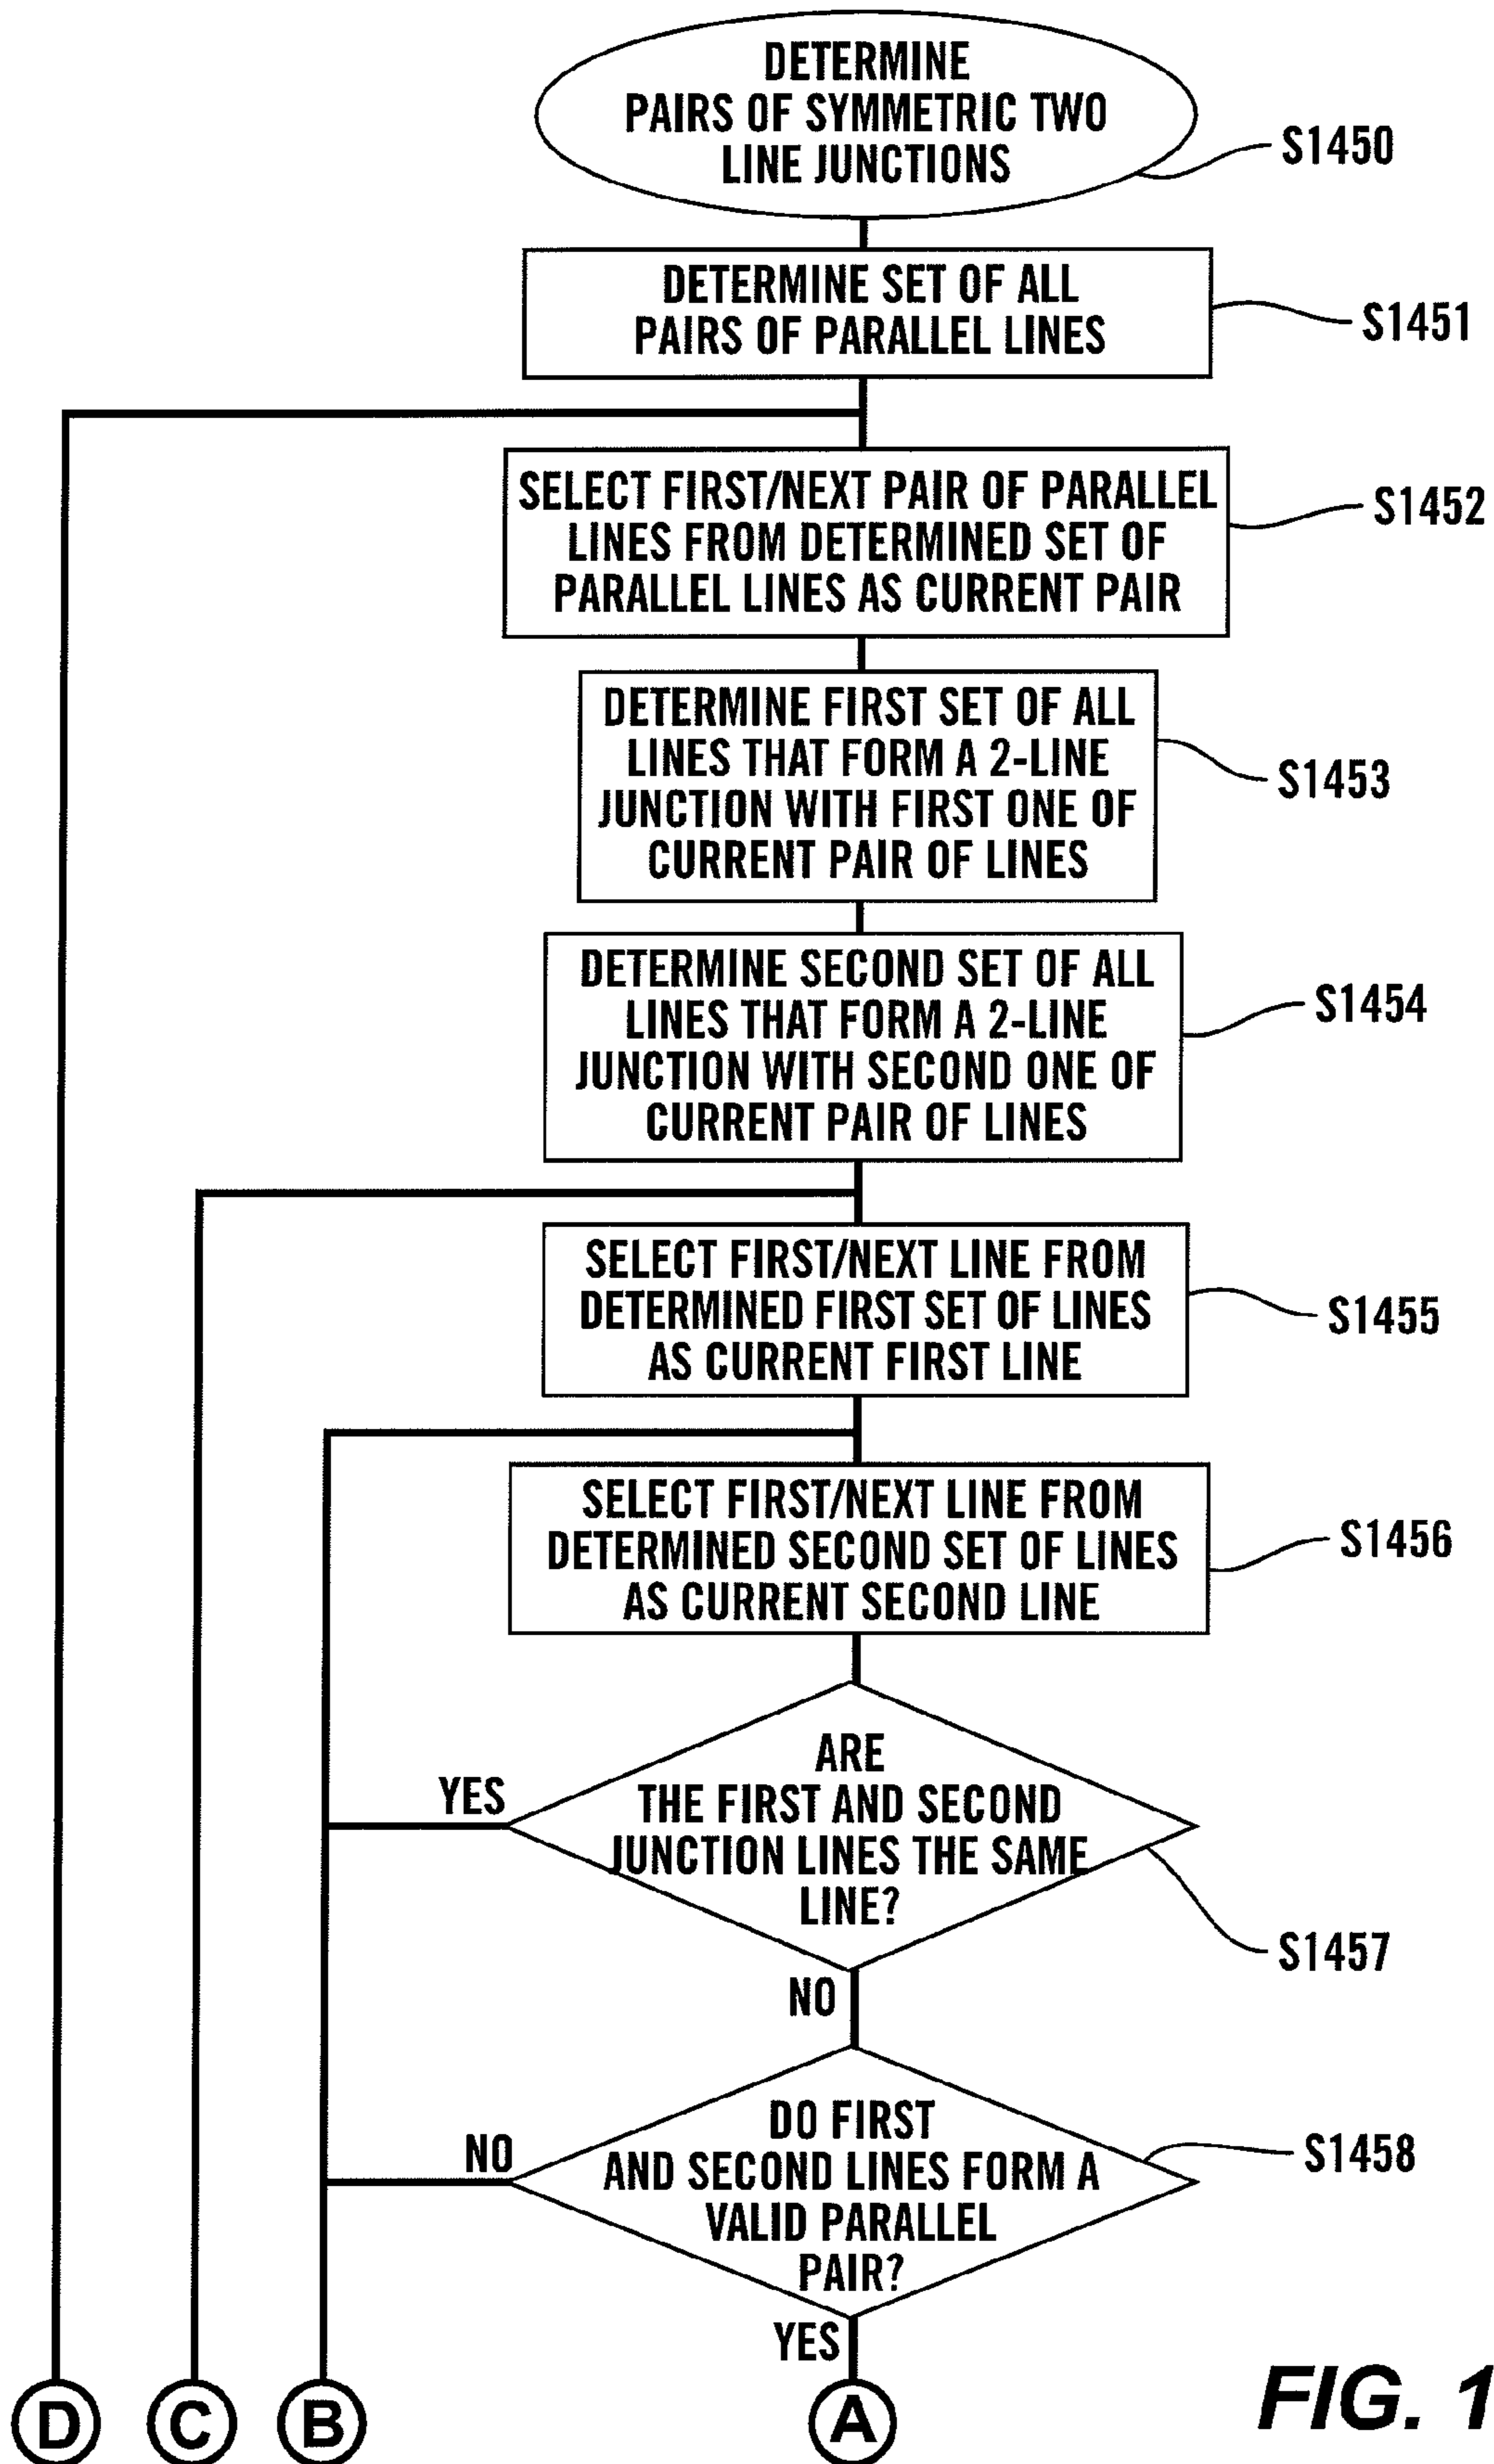 DETERMINE
PAIRS OF SYMMETRIC TWO
LINE JUNCTIONS
S1450
DETERMINE SET OF ALL
PAIRS OF PARALLEL LINES
S1451
SELECT FIRST/NEXT PAIR OF PARALLEL
LINES FROM DETERMINED SET OF
PARALLEL LINES AS CURRENT PAIR
S1452
DETERMINE FIRST SET OF ALL
LINES THAT FORM A 2-LINE
JUNCTION WITH FIRST ONE OF
CURRENT PAIR OF LINES
S1453
DETERMINE SECOND SET OF ALL
LINES THAT FORM A 2-LINE
JUNCTION WITH SECOND ONE OF
CURRENT PAIR OF LINES
S1454
SELECT FIRST/NEXT LINE FROM
DETERMINED FIRST SET OF LINES
AS CURRENT FIRST LINE
S1455
SELECT FIRST/NEXT LINE FROM
DETERMINED SECOND SET OF LINES
AS CURRENT SECOND LINE
S1456
ARE
THE FIRST AND SECOND
JUNCTION LINES THE SAME
LINE?
YES
S1457
NO
DO FIRST
AND SECOND LINES FORM A
VALID PARALLEL
PAIR?
NO
S1458
YES
D
C
B
A
FIG. 1